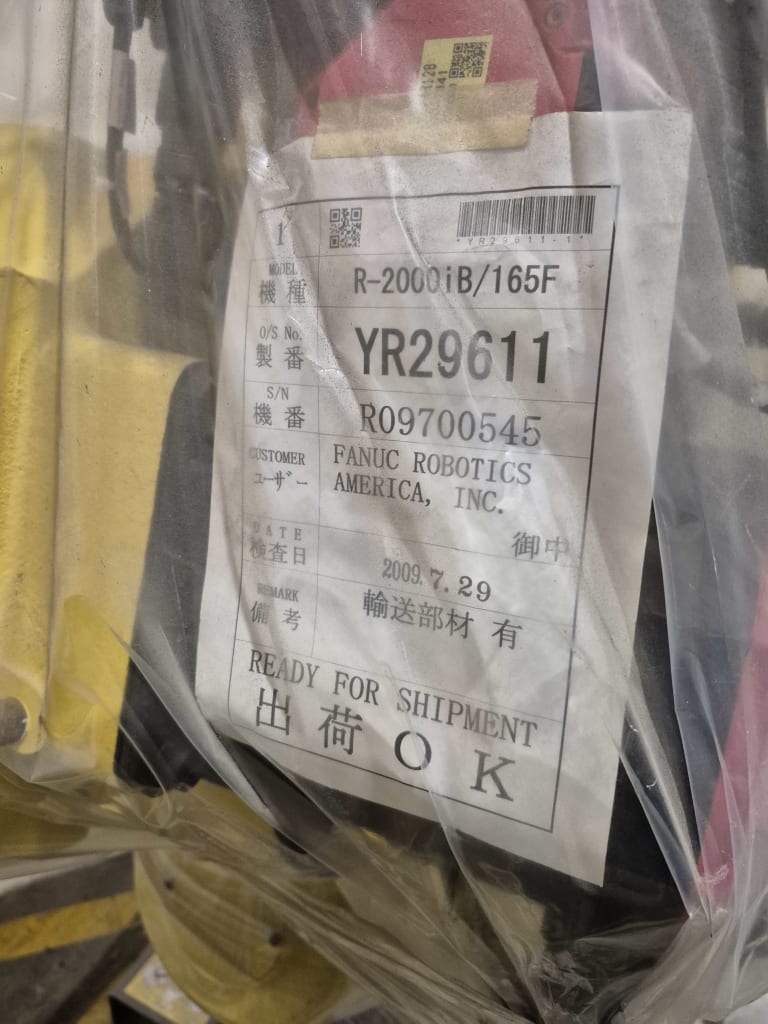 1128
1
*YR29611-1*
MODEL
機種
R-2000iB/165F
O/S No.
製番
YR29611
S/N
機番
R09700545
CUSTOMER
ユーザー
FANUC ROBOTICS
AMERICA, INC.
御中
DATE
検査日
2009.7.29
REMARK
備考
輸送部材 有
READY FOR SHIPMENT
出荷OK